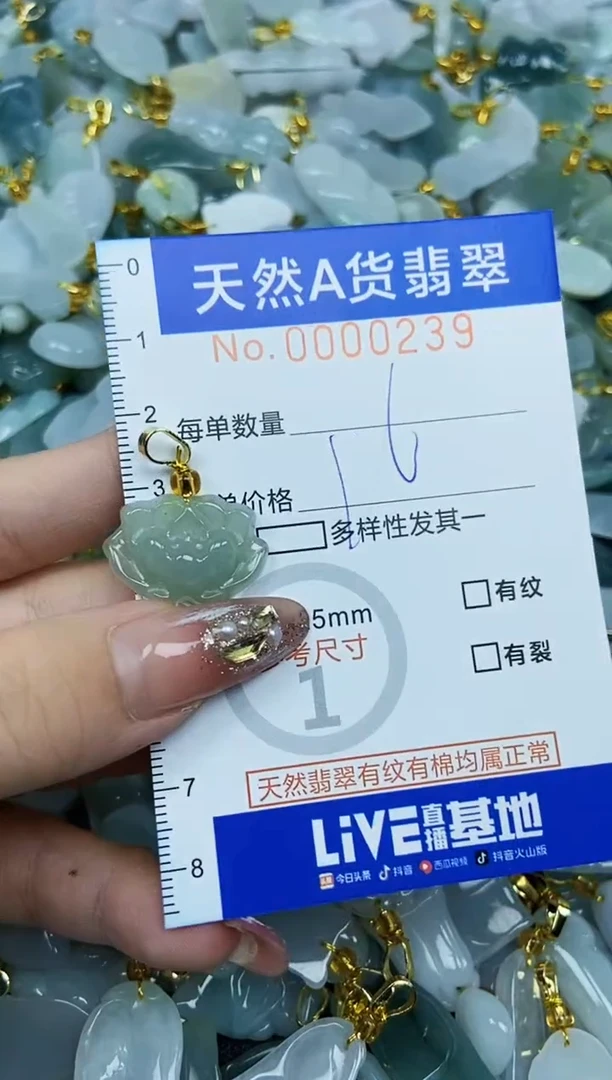 0
天然A货翡翠
No.0000239
1
2
每单数量
3
单价格
多样性发其一
有纹
5mm
考尺寸
有裂
1
7
天然翡翠有纹有棉均属正常
LiVE直播基地
8
今日头条 抖音 西瓜视频 抖音火山版